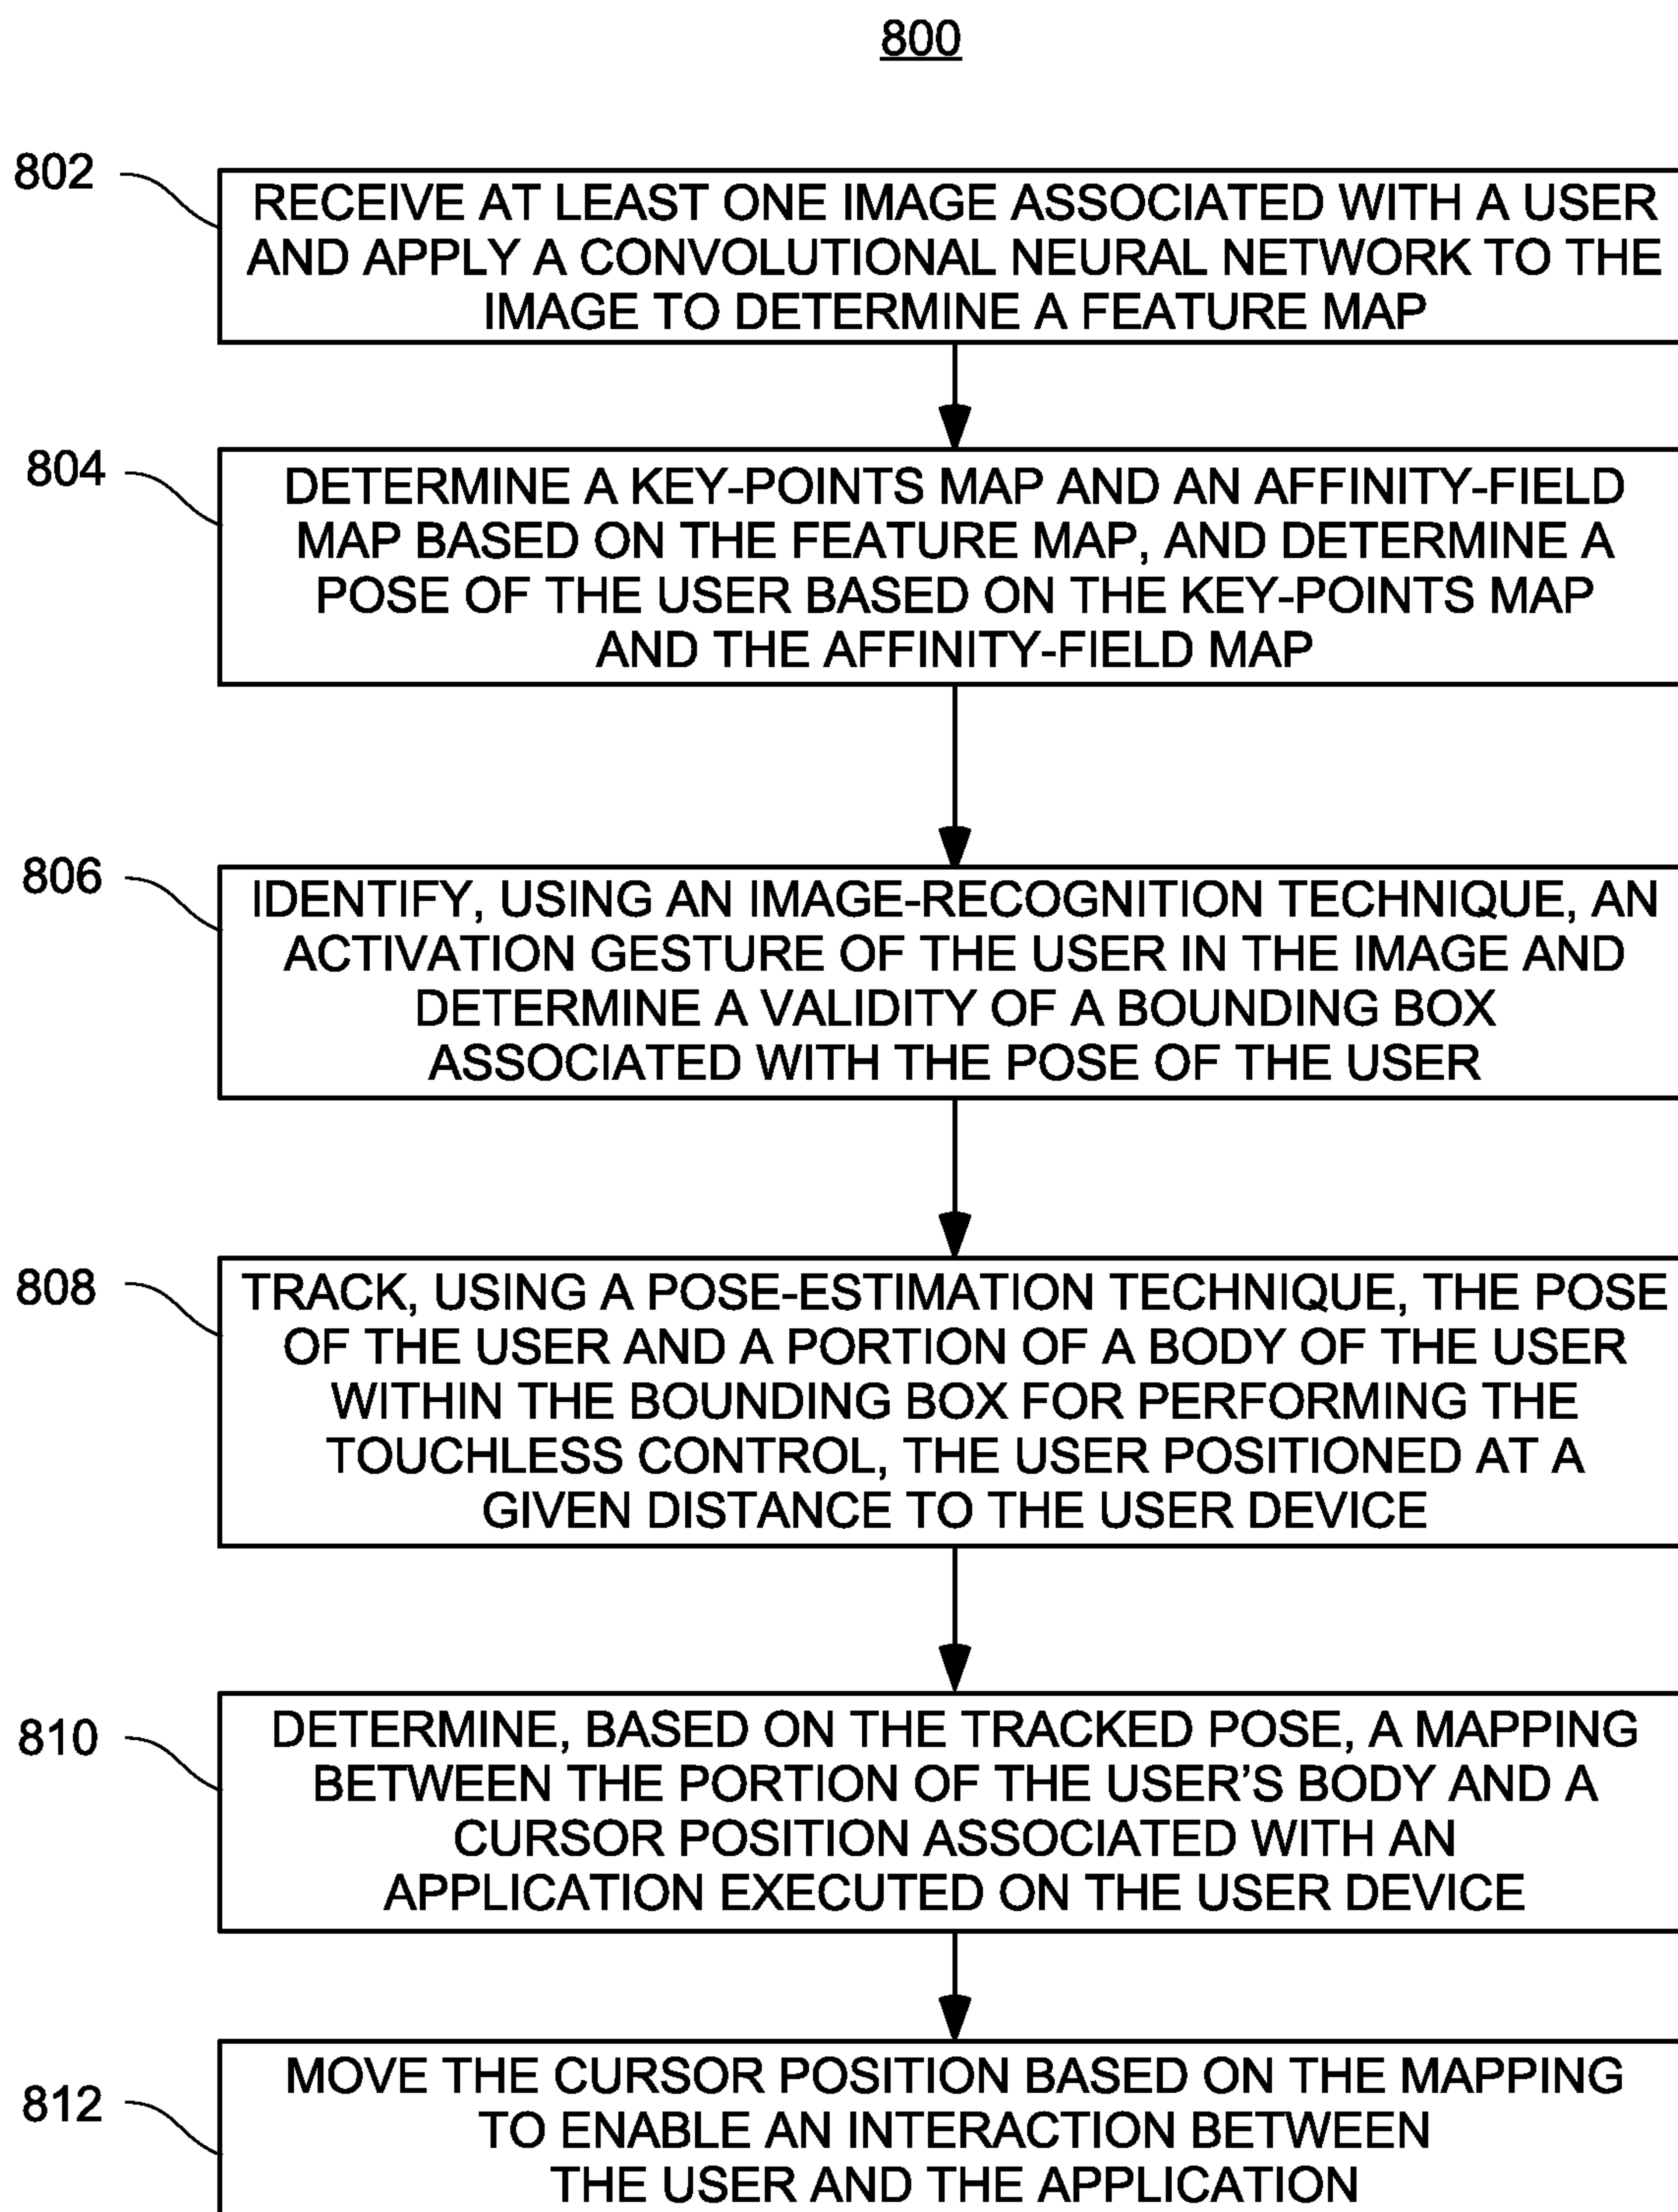 800
802
RECEIVE AT LEAST ONE IMAGE ASSOCIATED WITH A USER
AND APPLY A CONVOLUTIONAL NEURAL NETWORK TO THE
IMAGE TO DETERMINE A FEATURE MAP
804
DETERMINE A KEY-POINTS MAP AND AN AFFINITY-FIELD
MAP BASED ON THE FEATURE MAP, AND DETERMINE A
POSE OF THE USER BASED ON THE KEY-POINTS MAP
AND THE AFFINITY-FIELD MAP
806
IDENTIFY, USING AN IMAGE-RECOGNITION TECHNIQUE, AN
ACTIVATION GESTURE OF THE USER IN THE IMAGE AND
DETERMINE A VALIDITY OF A BOUNDING BOX
ASSOCIATED WITH THE POSE OF THE USER
808
TRACK, USING A POSE-ESTIMATION TECHNIQUE, THE POSE
OF THE USER AND A PORTION OF A BODY OF THE USER
WITHIN THE BOUNDING BOX FOR PERFORMING THE
TOUCHLESS CONTROL, THE USER POSITIONED AT A
GIVEN DISTANCE TO THE USER DEVICE
810
DETERMINE, BASED ON THE TRACKED POSE, A MAPPING
BETWEEN THE PORTION OF THE USER’S BODY AND A
CURSOR POSITION ASSOCIATED WITH AN
APPLICATION EXECUTED ON THE USER DEVICE
812
MOVE THE CURSOR POSITION BASED ON THE MAPPING
TO ENABLE AN INTERACTION BETWEEN
THE USER AND THE APPLICATION